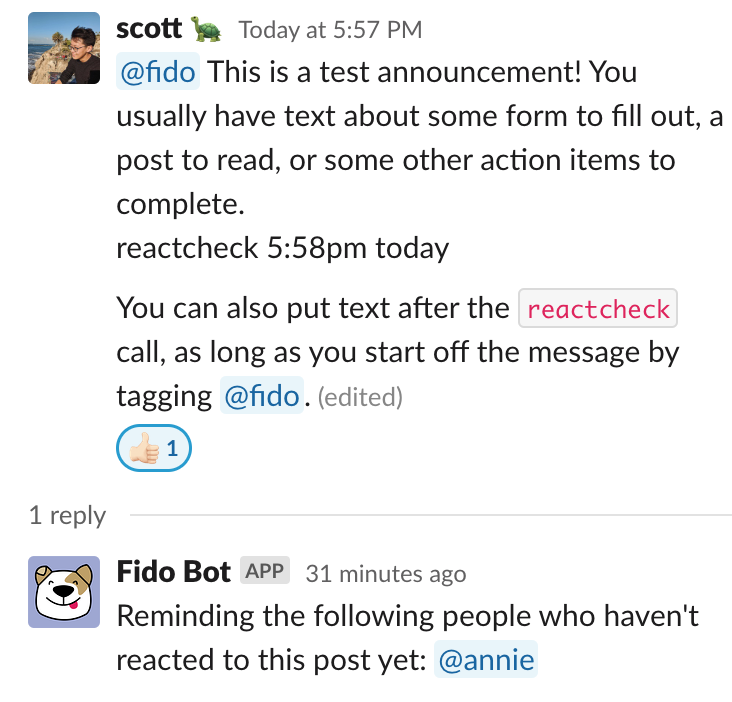 scott 🐢 Today at 5:57 PM
@fido This is a test announcement! You
usually have text about some form to fill out, a
post to read, or some other action items to
complete.
reactcheck 5:58pm today
You can also put text after the reactcheck
call, as long as you start off the message by
tagging @fido. (edited)
👍🏻 1
1 reply
Fido Bot APP 31 minutes ago
Reminding the following people who haven't
reacted to this post yet: @annie